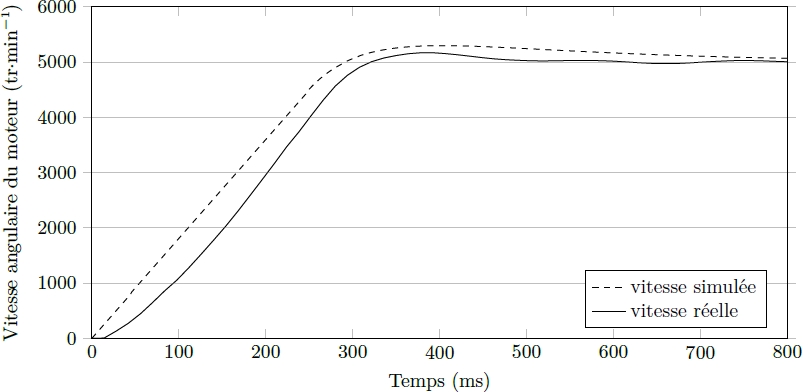 Vitesse angulaire du moteur (tr·min⁻¹)
6000
5000
4000
3000
2000
1000
0
vitesse simulée
vitesse réelle
0 100 200 300 400 500 600 700 800
Temps (ms)